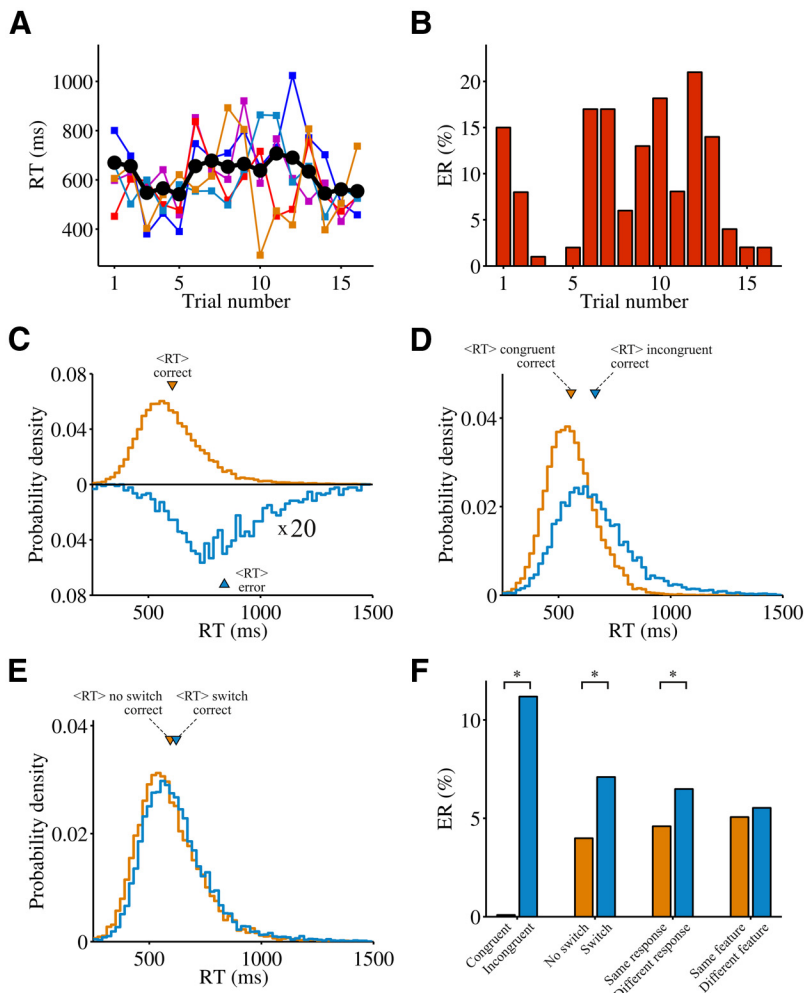 A
RT (ms)
1000
800
600
400
1
5
10
15
Trial number
B
ER (%)
20
15
10
5
0
1
5
10
15
Trial number
C
<RT>
correct
Probability density
0.08
0.04
0
0.04
0.08
x20
<RT>
error
500
1000
1500
RT (ms)
D
<RT> congruent
correct
<RT> incongruent
correct
Probability density
0.04
0.02
0
500
1000
1500
RT (ms)
E
<RT> no switch
correct
<RT> switch
correct
Probability density
0.04
0.02
0
500
1000
1500
RT (ms)
F
ER (%)
10
5
0
*
*
*
Congruent
Incongruent
No switch
Switch
Same response
Different response
Same feature
Different feature